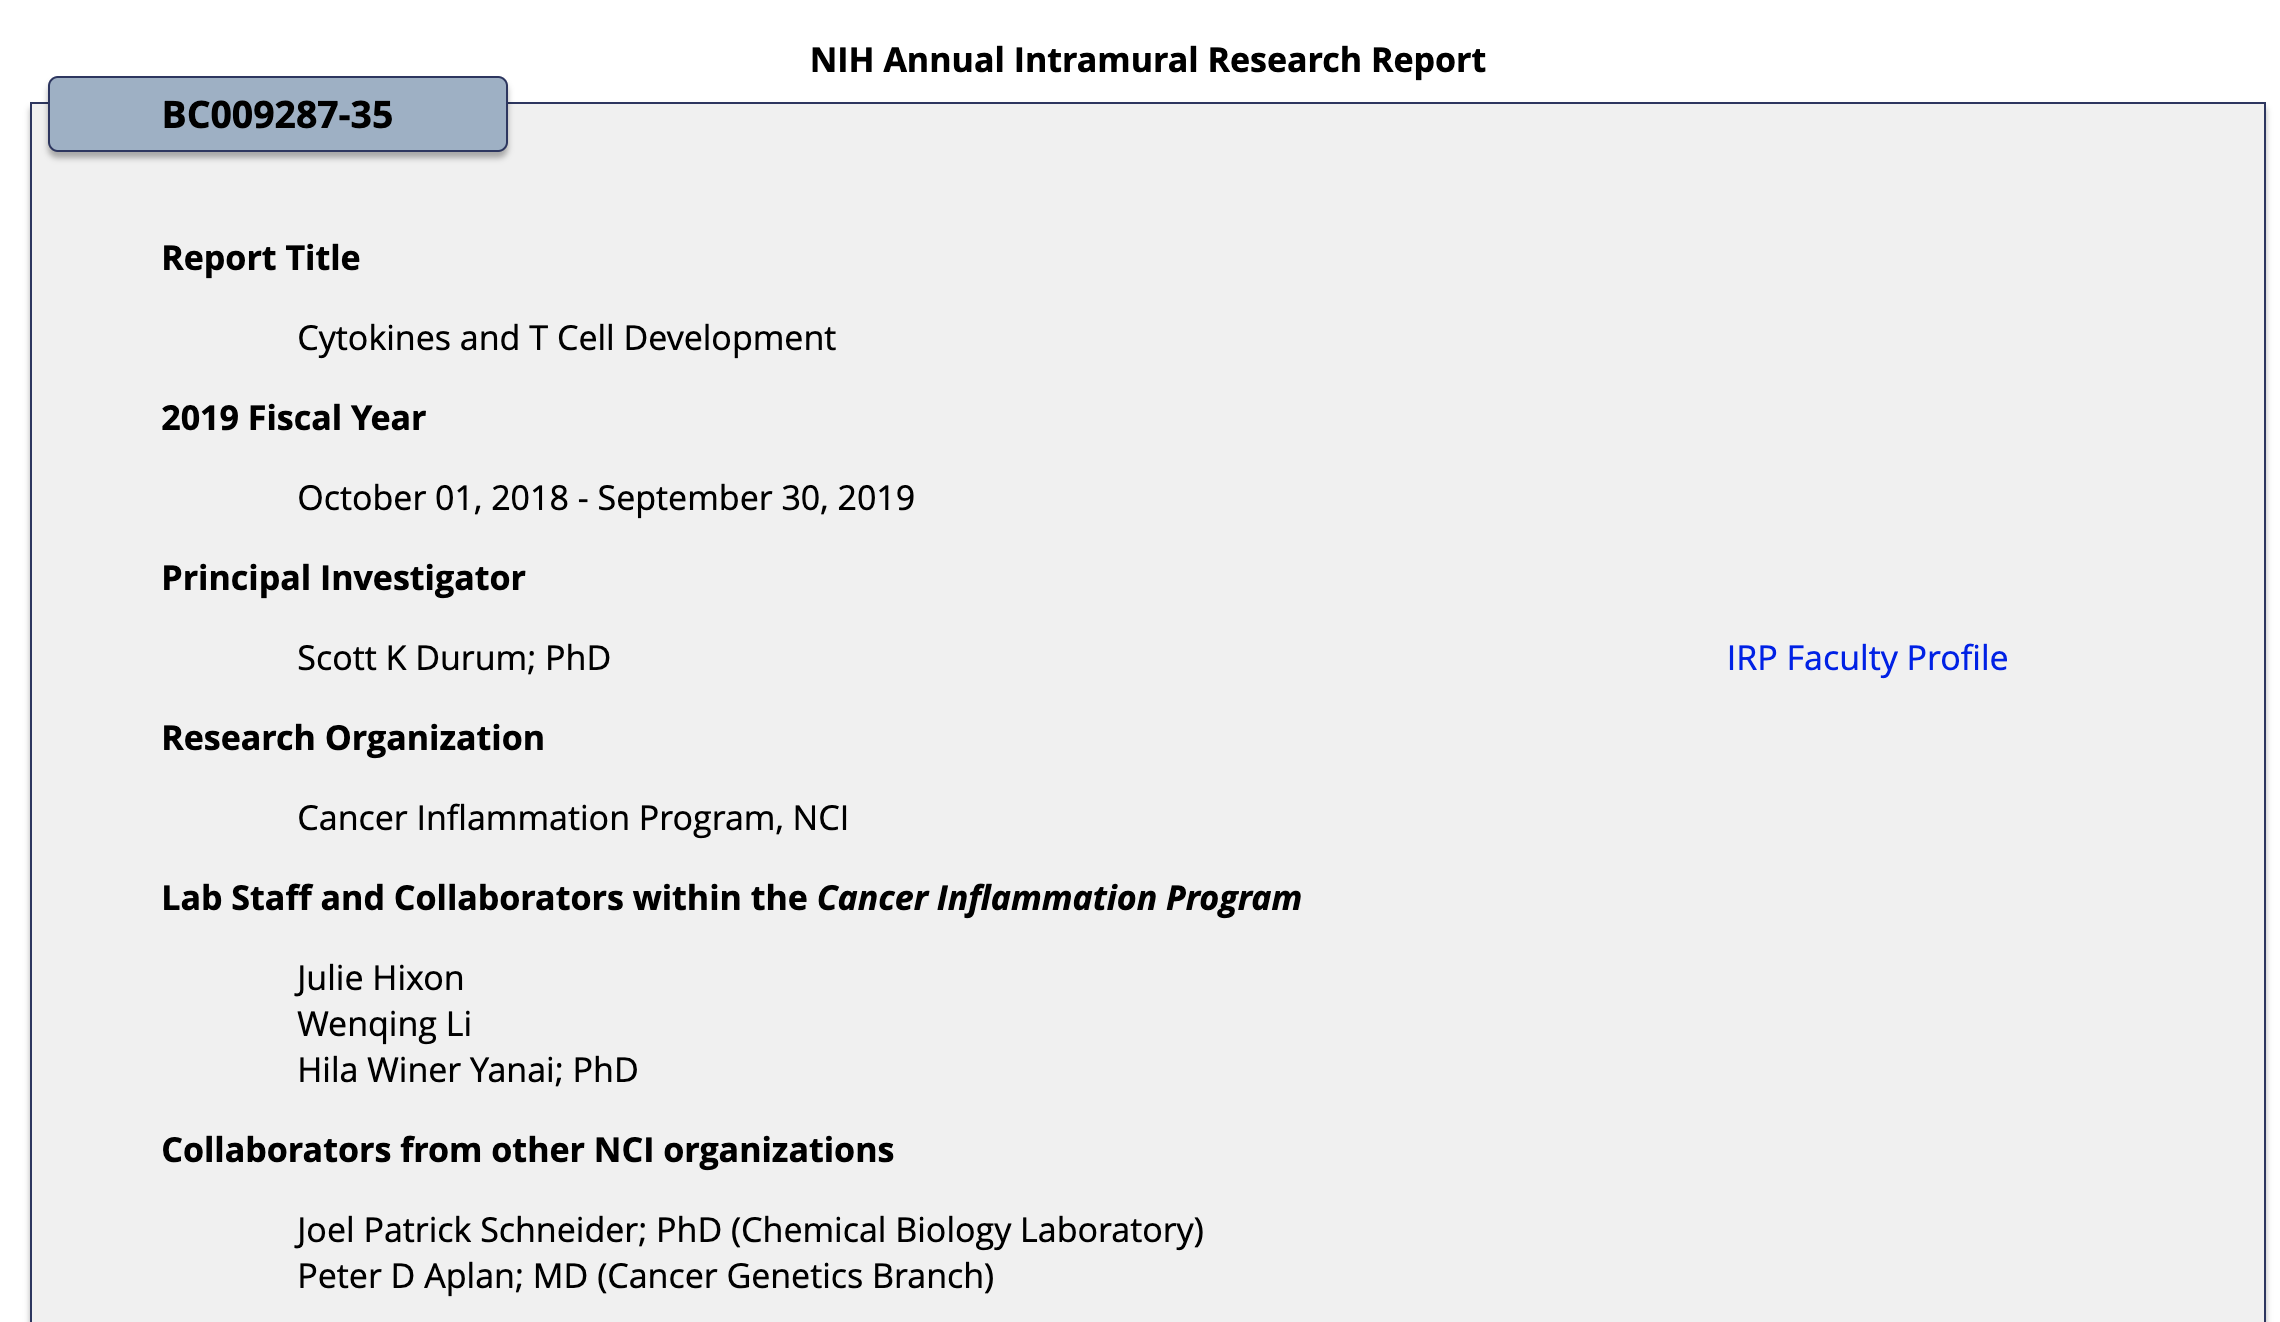 NIH Annual Intramural Research Report
BC009287-35
Report Title
Cytokines and T Cell Development
2019 Fiscal Year
October 01, 2018 - September 30, 2019
Principal Investigator
Scott K Durum; PhD
IRP Faculty Profile
Research Organization
Cancer Inflammation Program, NCI
Lab Staff and Collaborators within the Cancer Inflammation Program
Julie Hixon
Wenqing Li
Hila Winer Yanai; PhD
Collaborators from other NCI organizations
Joel Patrick Schneider; PhD (Chemical Biology Laboratory)
Peter D Aplan; MD (Cancer Genetics Branch)